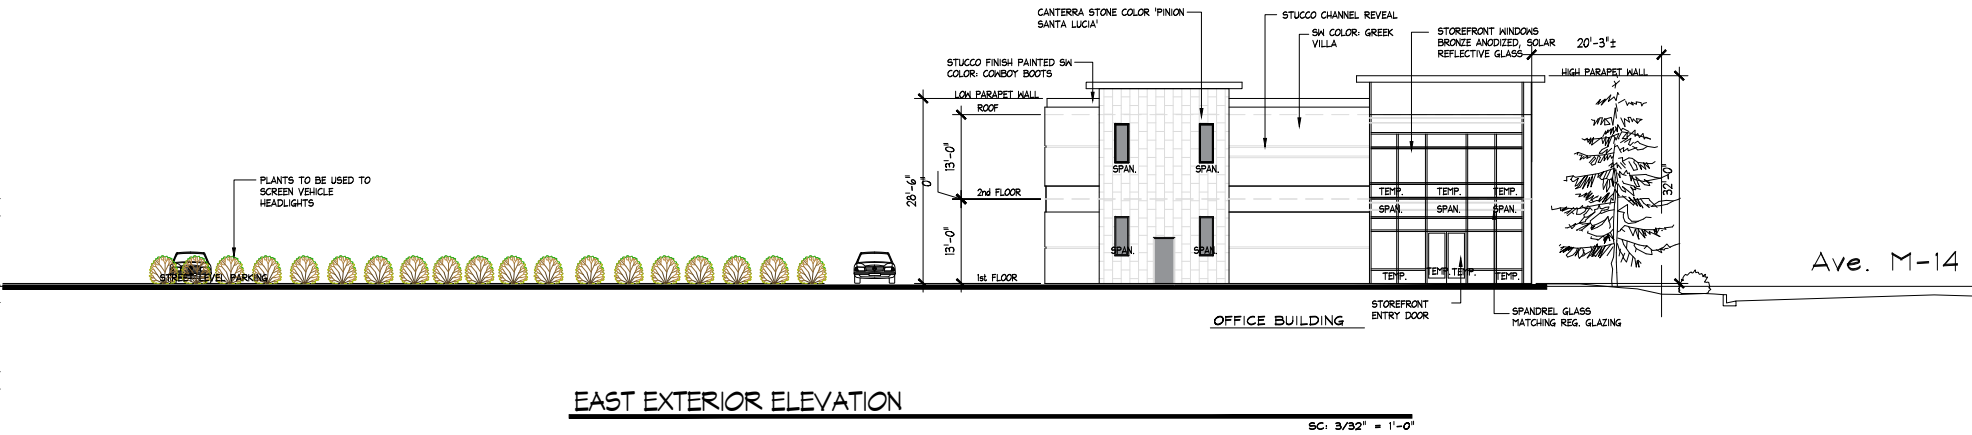 CANTERRA STONE COLOR 'PINION
SANTA LUCIA'
STUCCO CHANNEL REVEAL
SW COLOR: GREEK
VILLA
STOREFRONT WINDOWS
BRONZE ANODIZED, SOLAR
REFLECTIVE GLASS
20'-3"±
STUCCO FINISH PAINTED SW
COLOR: COWBOY BOOTS
HIGH PARAPET WALL
LOW PARAPET WALL
ROOF
13'-0"
28'-6"
0"
2nd FLOOR
13'-0"
1st FLOOR
32'-0"
PLANTS TO BE USED TO
SCREEN VEHICLE
HEADLIGHTS
STREET LEVEL PARKING
SPAN. SPAN.
TEMP. TEMP. TEMP.
SPAN. SPAN. SPAN.
SPAN. SPAN.
TEMP. TEMP. TEMP. TEMP.
Ave. M-14
STOREFRONT
ENTRY DOOR
SPANDREL GLASS
MATCHING REG. GLAZING
OFFICE BUILDING
EAST EXTERIOR ELEVATION
SC: 3/32" = 1'-0"